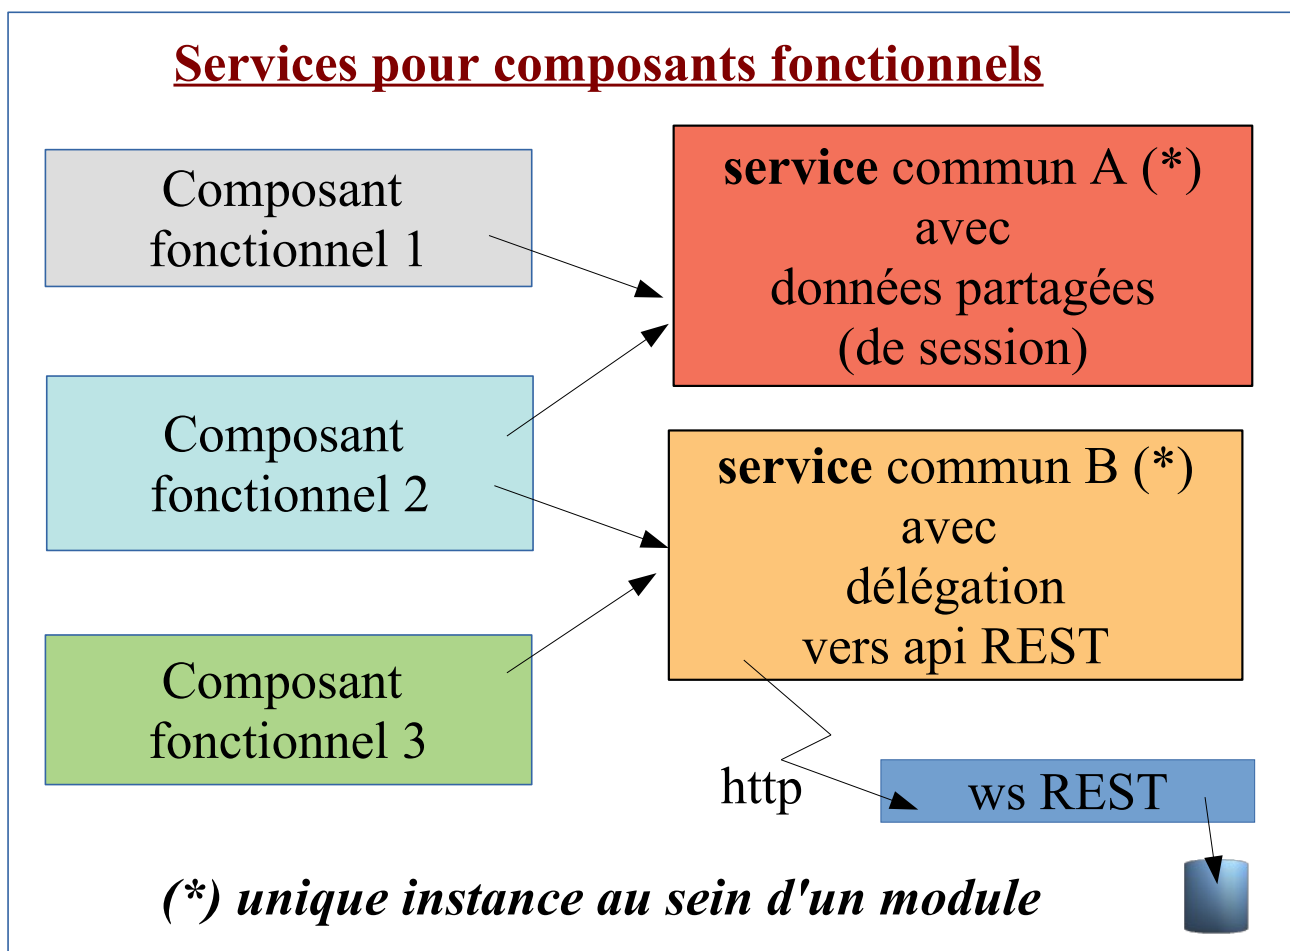 Services pour composants fonctionnels
Composant
fonctionnel 1
service commun A (*)
avec
données partagées
(de session)
Composant
fonctionnel 2
service commun B (*)
avec
délégation
vers api REST
Composant
fonctionnel 3
http
ws REST
(*) unique instance au sein d'un module